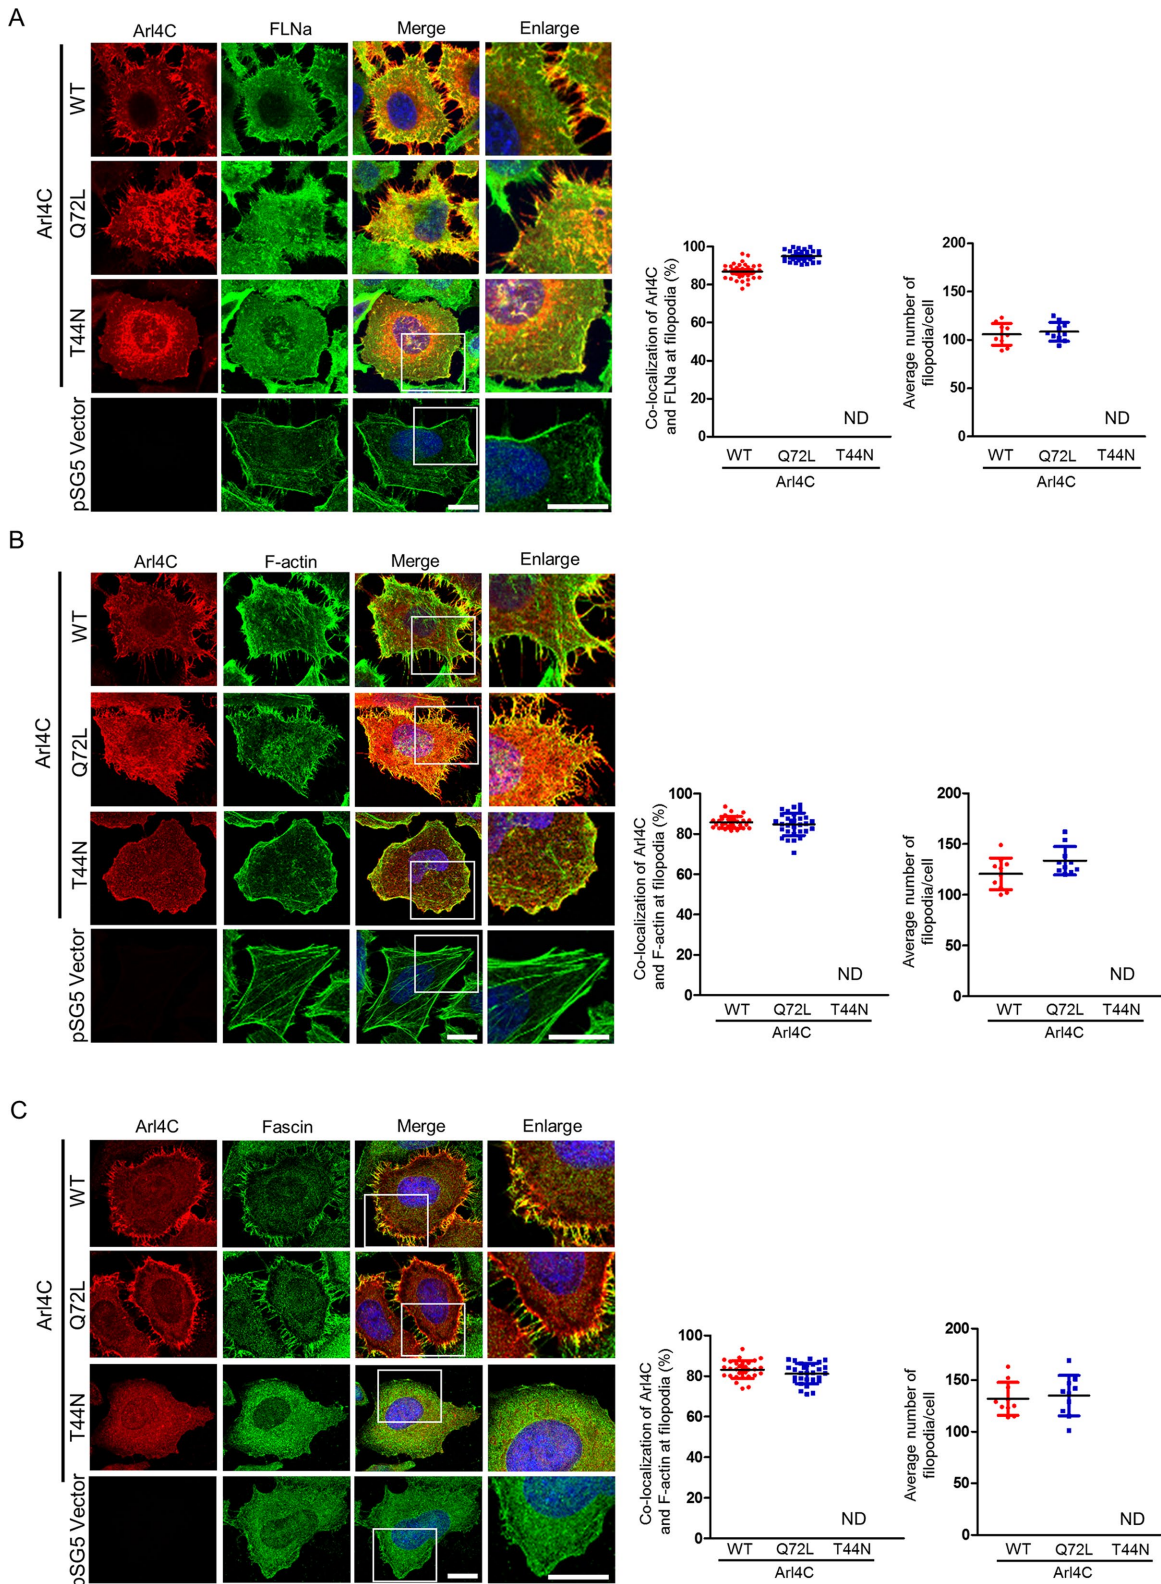 A
Arl4C FLNa Merge Enlarge
Arl4C
WT
Q72L
T44N
pSG5 Vector
Co-localization of Arl4C
and FLNa at filopodia (%)
100
80
60
40
20
0
ND
WT Q72L T44N
Arl4C
Average number of
filopodia/cell
200
150
100
50
0
ND
WT Q72L T44N
Arl4C
B
Arl4C F-actin Merge Enlarge
Arl4C
WT
Q72L
T44N
pSG5 Vector
Co-localization of Arl4C
and F-actin at filopodia (%)
100
80
60
40
20
0
ND
WT Q72L T44N
Arl4C
Average number of
filopodia/cell
200
150
100
50
0
ND
WT Q72L T44N
Arl4C
C
Arl4C Fascin Merge Enlarge
Arl4C
WT
Q72L
T44N
pSG5 Vector
Co-localization of Arl4C
and F-actin at filopodia (%)
100
80
60
40
20
0
ND
WT Q72L T44N
Arl4C
Average number of
filopodia/cell
200
150
100
50
0
ND
WT Q72L T44N
Arl4C